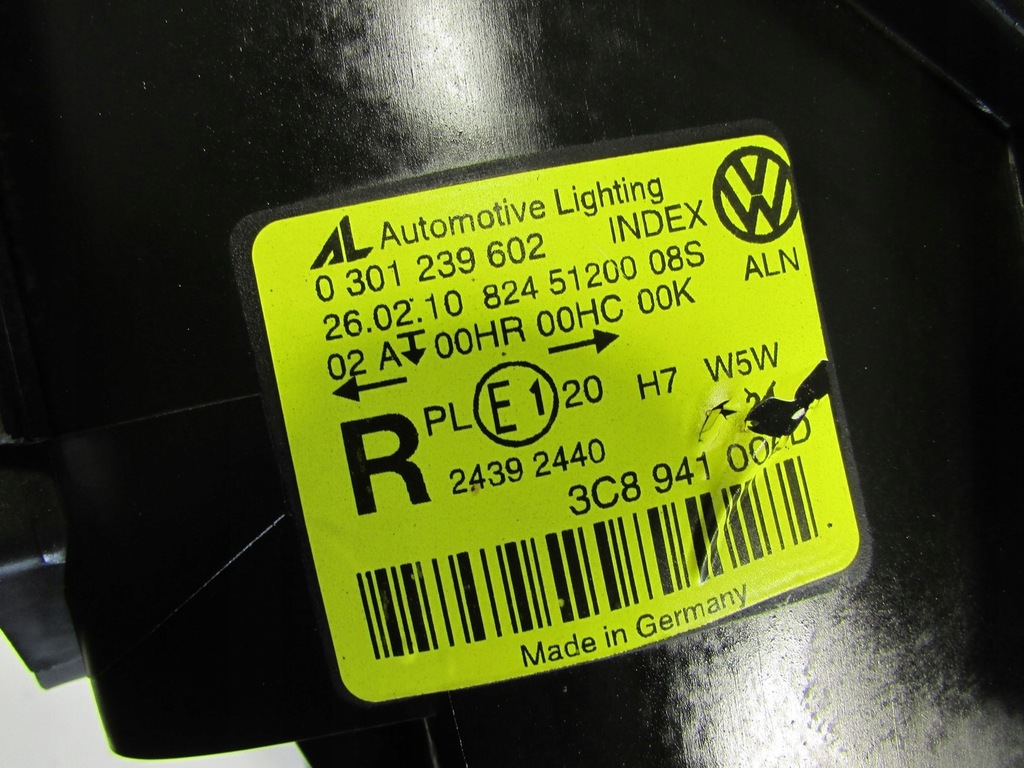 AL Automotive Lighting
0 301 239 602 INDEX
26.02.10 824 51200 08S ALN
02 A 00HR 00HC 00K
R PL E1 20 H7 W5W
2439 2440
3C8 941
Made in Germany